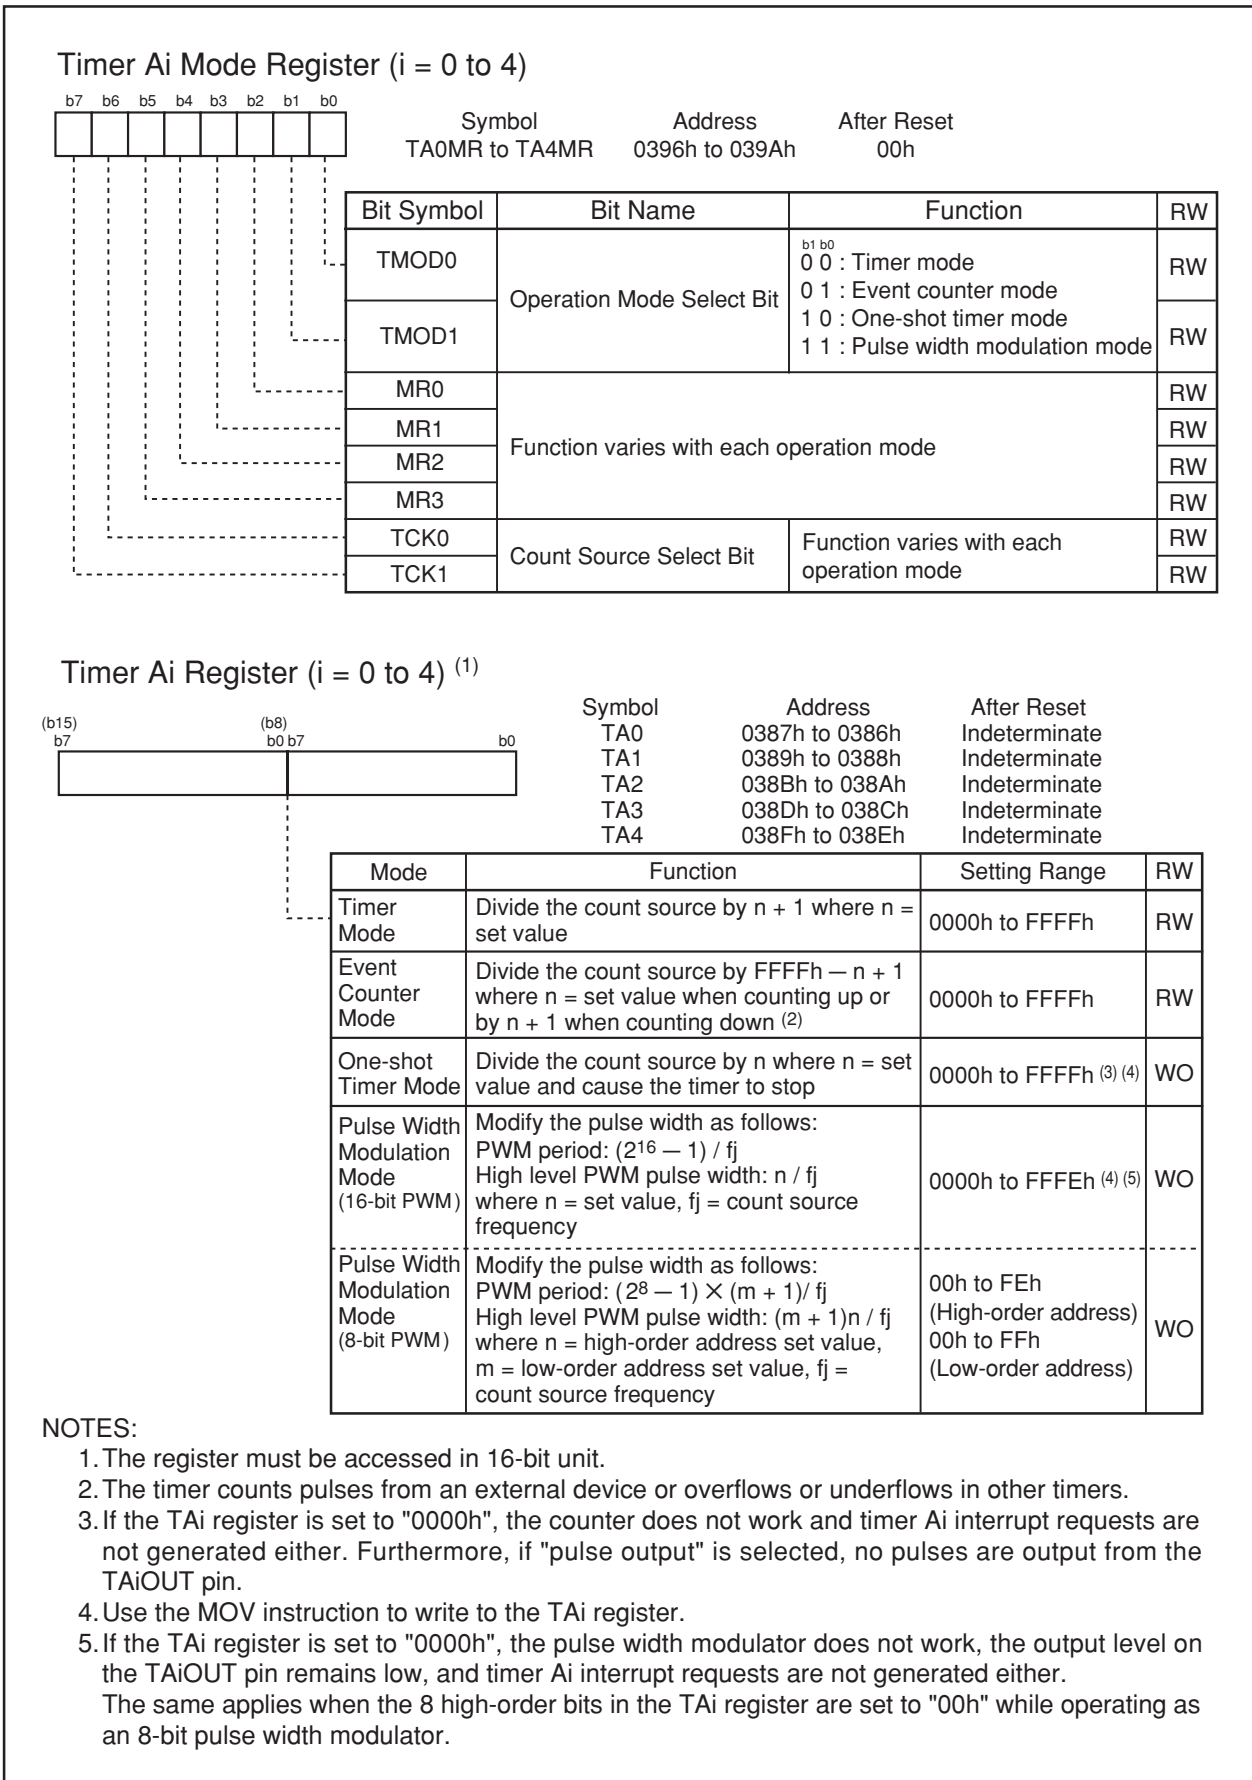 Timer Ai Mode Register (i = 0 to 4)
b7 b6 b5 b4 b3 b2 b1 b0
Symbol Address After Reset
TA0MR to TA4MR 0396h to 039Ah 00h
Bit Symbol Bit Name Function RW
TMOD0 Operation Mode Select Bit b1 b0
0 0 : Timer mode RW
0 1 : Event counter mode
TMOD1 1 0 : One-shot timer mode RW
1 1 : Pulse width modulation mode
MR0 Function varies with each operation mode RW
MR1 RW
MR2 RW
MR3 RW
TCK0 Count Source Select Bit Function varies with each RW
TCK1 operation mode RW
Timer Ai Register (i = 0 to 4) (1)
(b15) (b8)
b7 b0 b7 b0
Symbol Address After Reset
TA0 0387h to 0386h Indeterminate
TA1 0389h to 0388h Indeterminate
TA2 038Bh to 038Ah Indeterminate
TA3 038Dh to 038Ch Indeterminate
TA4 038Fh to 038Eh Indeterminate
Mode Function Setting Range RW
Timer Divide the count source by n + 1 where n = 0000h to FFFFh RW
Mode set value
Event Divide the count source by FFFFh — n + 1
Counter where n = set value when counting up or 0000h to FFFFh RW
Mode by n + 1 when counting down (2)
One-shot Divide the count source by n where n = set 0000h to FFFFh (3) (4) WO
Timer Mode value and cause the timer to stop
Pulse Width Modify the pulse width as follows:
Modulation PWM period: (2¹⁶ — 1) / fj
Mode High level PWM pulse width: n / fj 0000h to FFFEh (4) (5) WO
(16-bit PWM) where n = set value, fj = count source
frequency
Pulse Width Modify the pulse width as follows: 00h to FEh
Modulation PWM period: (2⁸ — 1) × (m + 1)/ fj (High-order address)
Mode High level PWM pulse width: (m + 1)n / fj 00h to FFh WO
(8-bit PWM) where n = high-order address set value, (Low-order address)
m = low-order address set value, fj =
count source frequency
NOTES:
1. The register must be accessed in 16-bit unit.
2. The timer counts pulses from an external device or overflows or underflows in other timers.
3. If the TAi register is set to "0000h", the counter does not work and timer Ai interrupt requests are
not generated either. Furthermore, if "pulse output" is selected, no pulses are output from the
TAiOUT pin.
4. Use the MOV instruction to write to the TAi register.
5. If the TAi register is set to "0000h", the pulse width modulator does not work, the output level on
the TAiOUT pin remains low, and timer Ai interrupt requests are not generated either.
The same applies when the 8 high-order bits in the TAi register are set to "00h" while operating as
an 8-bit pulse width modulator.